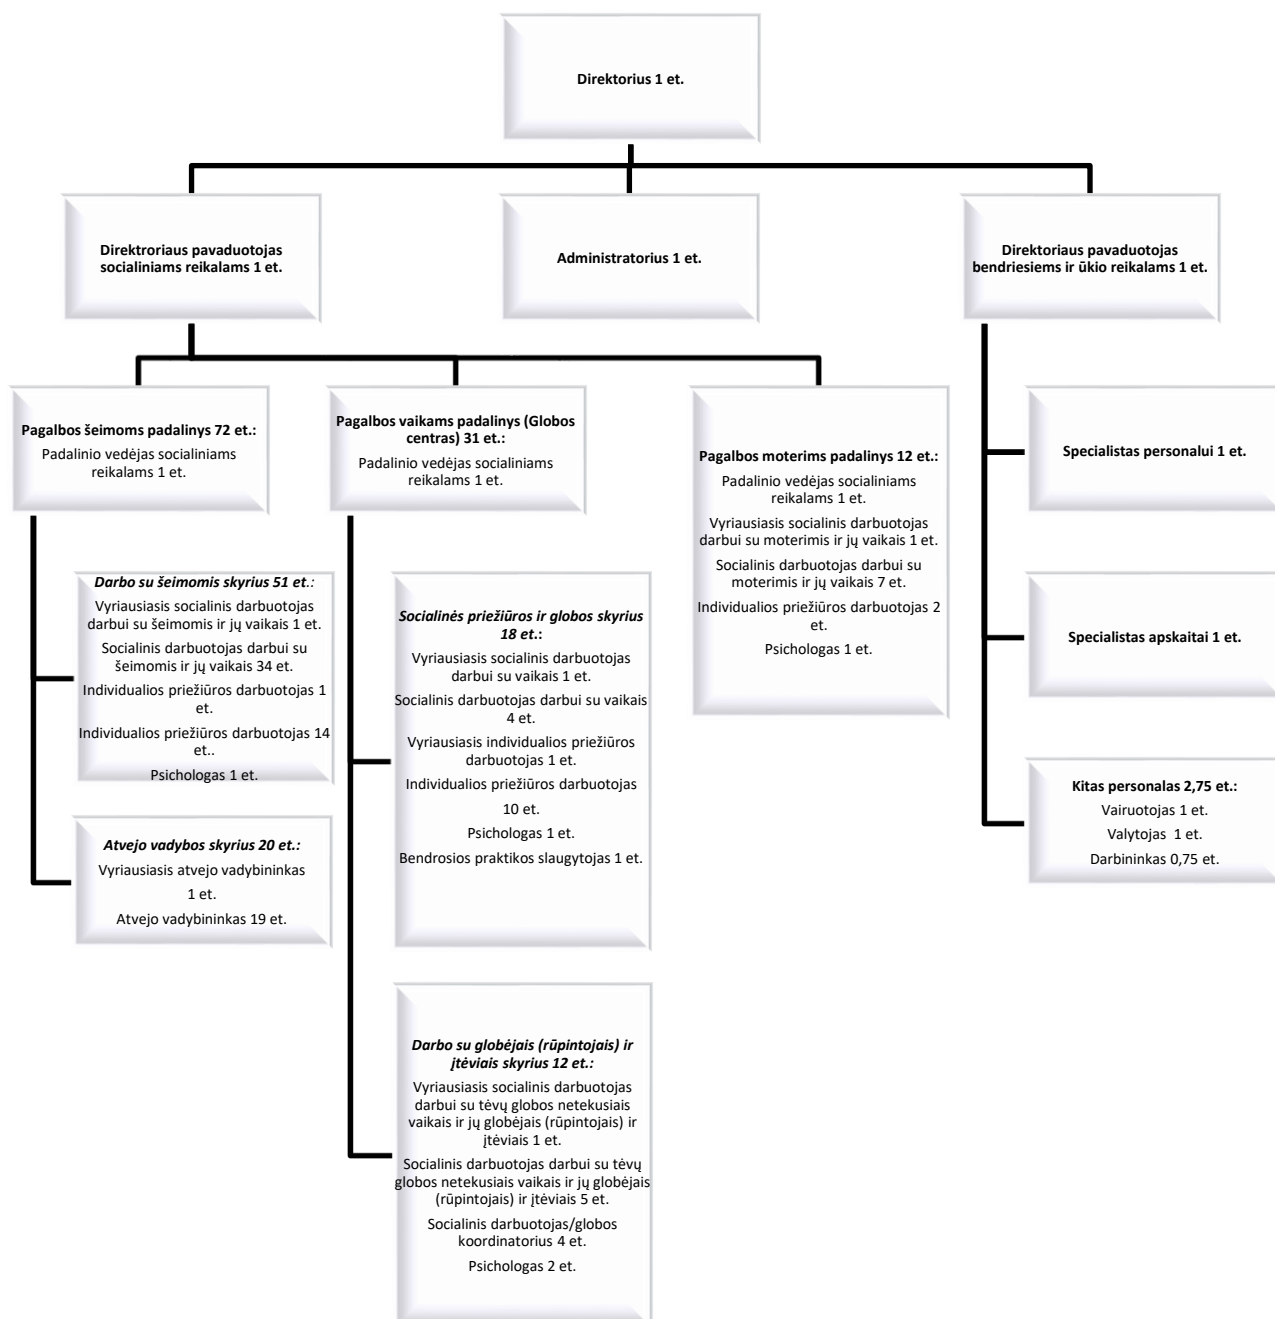 Direktorius 1 et.
Direktroriaus pavaduotojas
socialiniams reikalams 1 et.
Administratorius 1 et.
Direktoriaus pavaduotojas
bendriesiems ir ūkio reikalams 1 et.
Pagalbos šeimoms padalinys 72 et.:
Padalinio vedėjas socialiniams
reikalams 1 et.
Darbo su šeimomis skyrius 51 et.:
Vyriausiasis socialinis darbuotojas
darbui su šeimomis ir jų vaikais 1 et.
Socialinis darbuotojas darbui su
šeimomis ir jų vaikais 34 et.
Individualios priežiūros darbuotojas 1
et.
Individualios priežiūros darbuotojas 14
et..
Psichologas 1 et.
Atvejo vadybos skyrius 20 et.:
Vyriausiasis atvejo vadybininkas
1 et.
Atvejo vadybininkas 19 et.
Pagalbos vaikams padalinys (Globos
centras) 31 et.:
Padalinio vedėjas socialiniams
reikalams 1 et.
Socialinės priežiūros ir globos skyrius
18 et.:
Vyriausiasis socialinis darbuotojas
darbui su vaikais 1 et.
Socialinis darbuotojas darbui su vaikais
4 et.
Vyriausiasis individualios priežiūros
darbuotojas 1 et.
Individualios priežiūros darbuotojas
10 et.
Psichologas 1 et.
Bendrosios praktikos slaugytojas 1 et.
Darbo su globėjais (rūpintojais) ir
įtėviais skyrius 12 et.:
Vyriausiasis socialinis darbuotojas
darbui su tėvų globos netekusiais
vaikais ir jų globėjais (rūpintojais) ir
įtėviais 1 et.
Socialinis darbuotojas darbui su tėvų
globos netekusiais vaikais ir jų globėjais
(rūpintojais) ir įtėviais 5 et.
Socialinis darbuotojas/globos
koordinatorius 4 et.
Psichologas 2 et.
Pagalbos moterims padalinys 12 et.:
Padalinio vedėjas socialiniams
reikalams 1 et.
Vyriausiasis socialinis darbuotojas
darbui su moterimis ir jų vaikais 1 et.
Socialinis darbuotojas darbui su
moterimis ir jų vaikais 7 et.
Individualios priežiūros darbuotojas 2
et.
Psichologas 1 et.
Specialistas personalui 1 et.
Specialistas apskaitai 1 et.
Kitas personalas 2,75 et.:
Vairuotojas 1 et.
Valytojas 1 et.
Darbininkas 0,75 et.